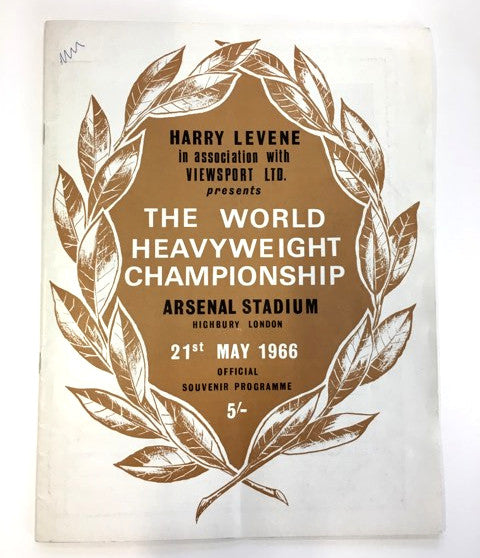 HARRY LEVENE
in association with
VIEWSPORT LTD.
presents
THE WORLD
HEAVYWEIGHT
CHAMPIONSHIP
ARSENAL STADIUM
HIGHBURY LONDON
21st MAY 1966
OFFICIAL
SOUVENIR PROGRAMME
5/-